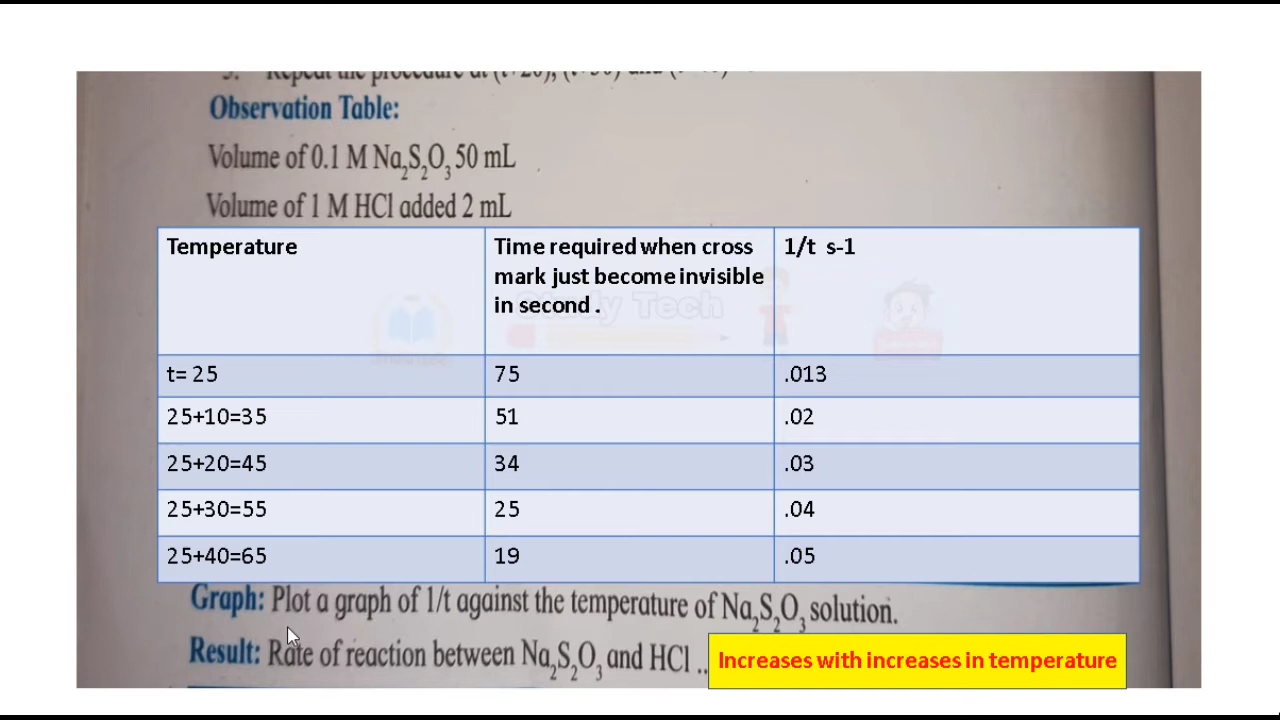 Observation Table:
Volume of 0.1 M Na₂S₂O₃ 50 mL
Volume of 1 M HCl added 2 mL
Temperature
Time required when cross
mark just become invisible
in second .
1/t s-1
Study Tech
t= 25 75 .013
25+10=35 51 .02
25+20=45 34 .03
25+30=55 25 .04
25+40=65 19 .05
Graph: Plot a graph of 1/t against the temperature of Na₂S₂O₃ solution.
Result: Rate of reaction between Na₂S₂O₃ and HCl ..
Increases with increases in temperature